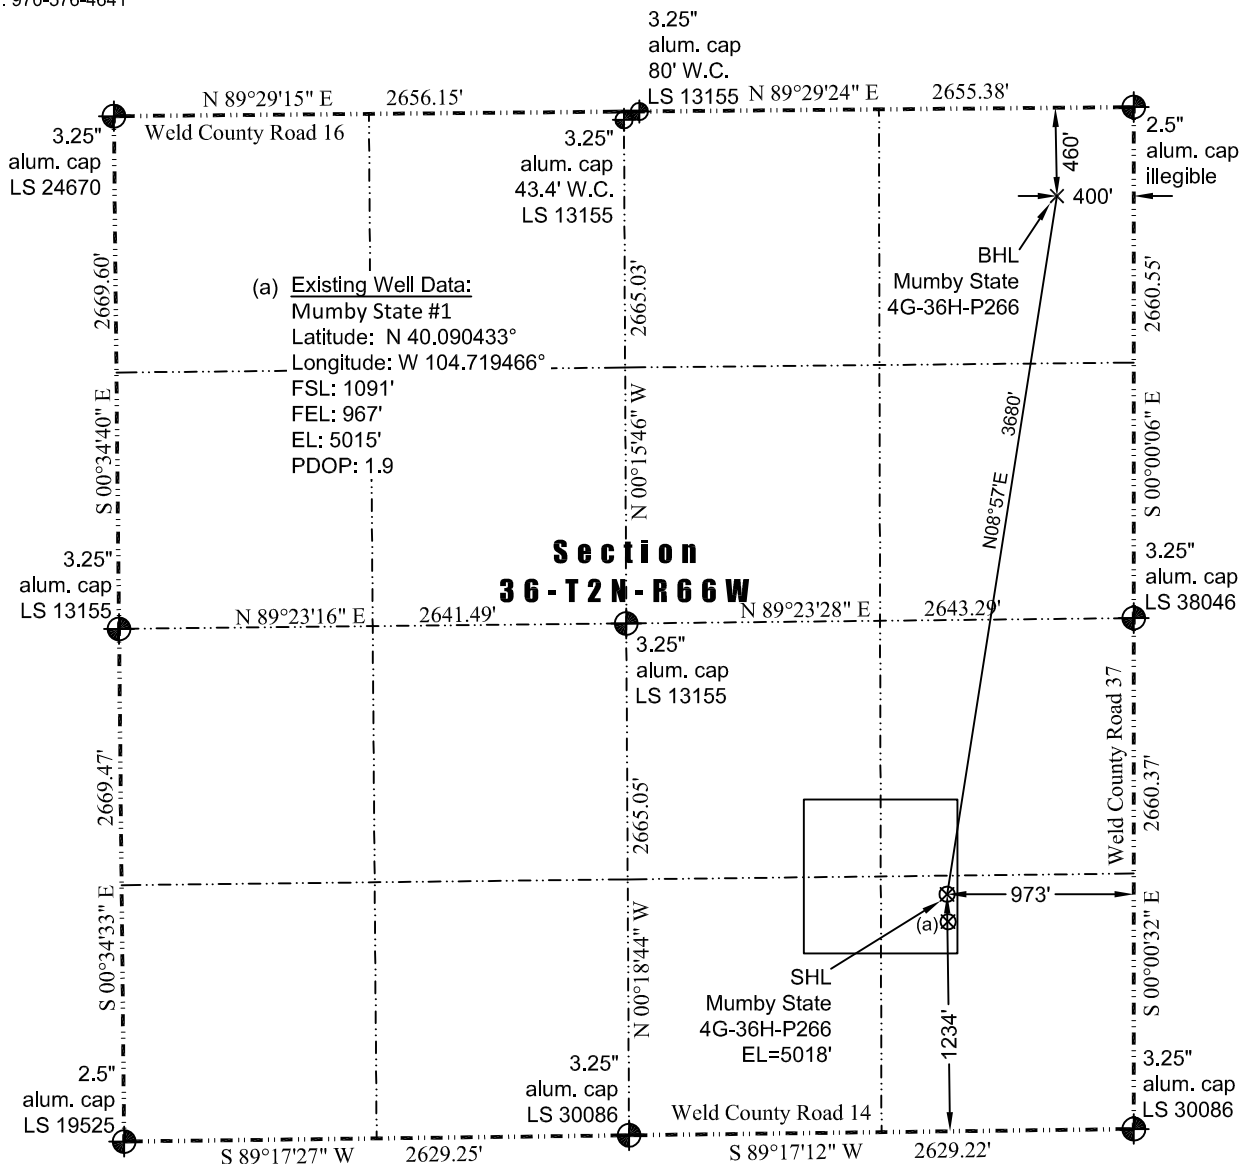 : 970-576-4641
3.25"
alum. cap
80' W.C.
LS 13155
N 89°29'15" E 2656.15'
N 89°29'24" E 2655.38'
Weld County Road 16
3.25"
alum. cap
LS 24670
3.25"
alum. cap
43.4' W.C.
LS 13155
460'
2.5"
alum. cap
illegible
400'
BHL
Mumby State
4G-36H-P266
2669.60'
S 00°34'40" E
(a) Existing Well Data:
Mumby State #1
Latitude: N 40.090433°
Longitude: W 104.719466°
FSL: 1091'
FEL: 967'
EL: 5015'
PDOP: 1.9
2665.03'
N 00°15'46" W
2660.55'
S 00°00'06" E
3680'
N08°57'E
Section
36-T2N-R66W
3.25"
alum. cap
LS 13155
3.25"
alum. cap
LS 38046
N 89°23'16" E 2641.49'
N 89°23'28" E 2643.29'
3.25"
alum. cap
LS 13155
2669.47'
S 00°34'33" E
2665.05'
N 00°18'44" W
Weld County Road 37
2660.37'
S 00°00'32" E
973'
(a)
SHL
Mumby State
4G-36H-P266
EL=5018'
1234'
2.5"
alum. cap
LS 19525
3.25"
alum. cap
LS 30086
Weld County Road 14
3.25"
alum. cap
LS 30086
S 89°17'27" W 2629.25'
S 89°17'12" W 2629.22'